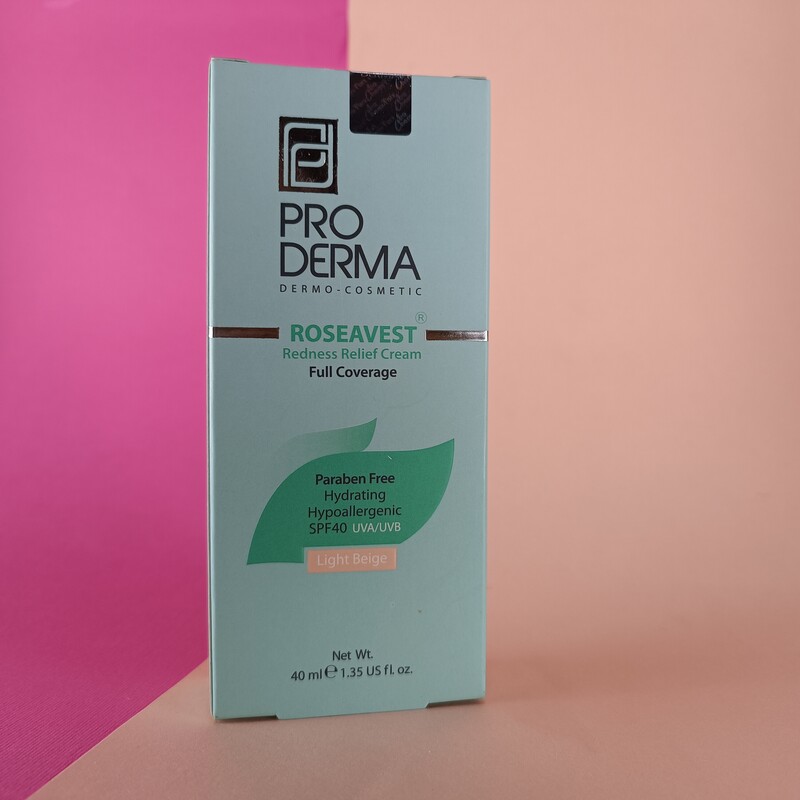 PRO
DERMA
DERMO-COSMETIC
ROSEAVEST®
Redness Relief Cream
Full Coverage
Paraben Free
Hydrating
Hypoallergenic
SPF40 UVA/UVB
Light Beige
Net Wt.
40 ml ℮ 1.35 US fl. oz.